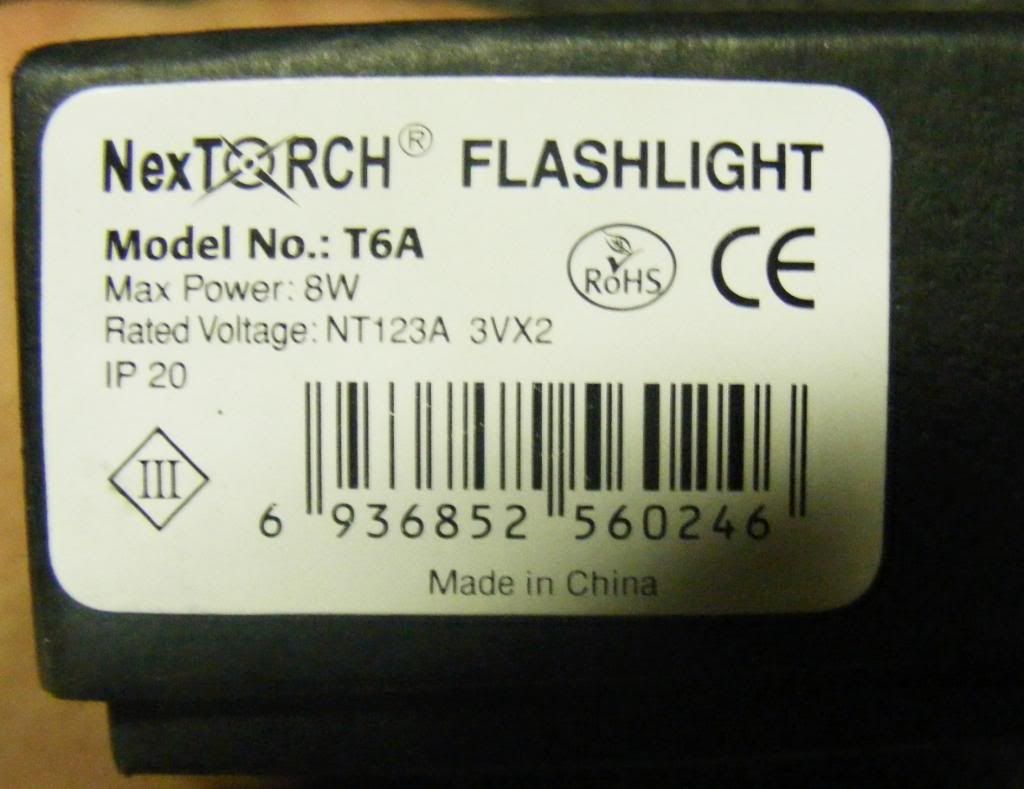 NexTORCH® FLASHLIGHT
Model No.: T6A
Max Power: 8W
Rated Voltage: NT123A 3VX2
IP 20
RoHS CE
III
6 936852 560246
Made in China